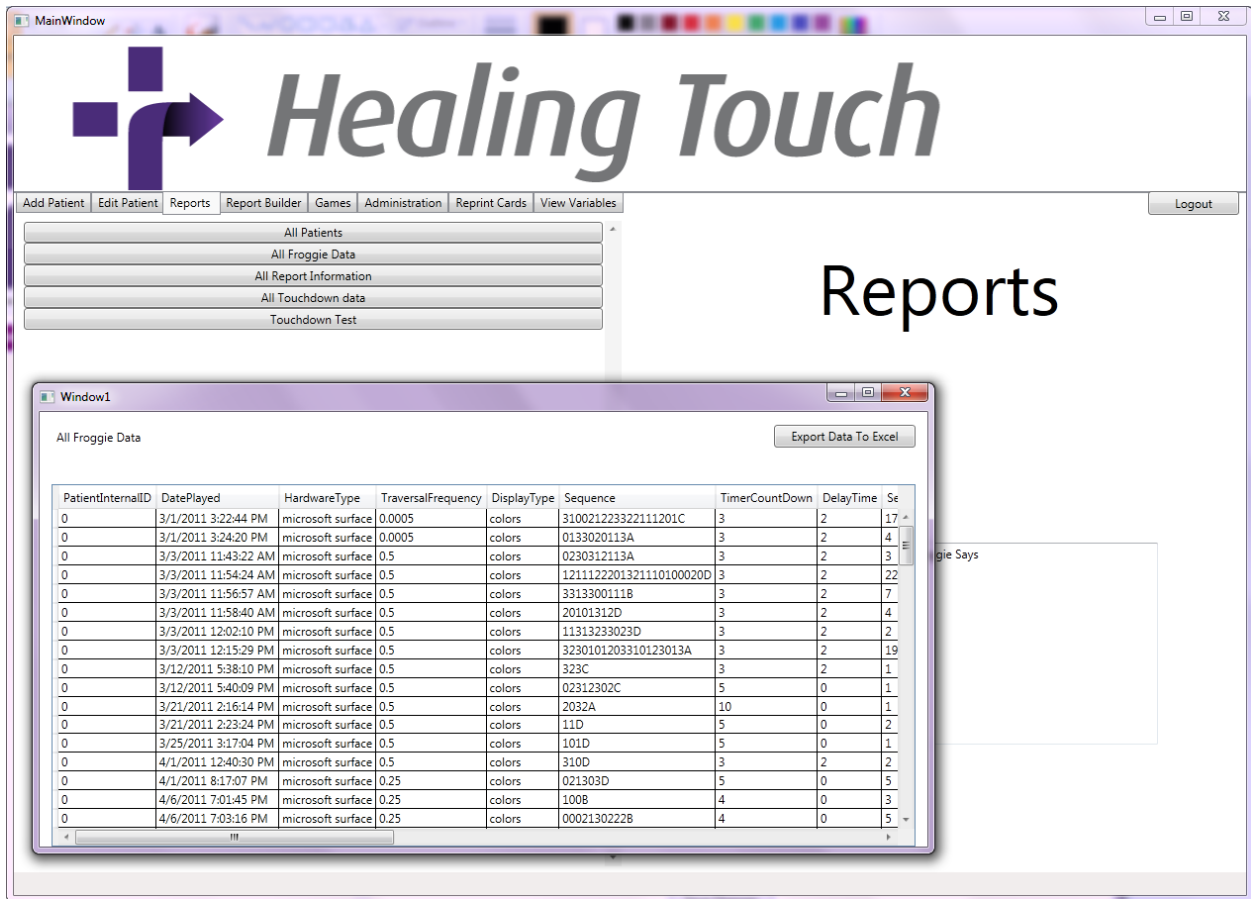 MainWindow
Healing Touch
Add Patient Edit Patient Reports Report Builder Games Administration Reprint Cards View Variables Logout
All Patients
All Froggie Data
All Report Information
All Touchdown data
Touchdown Test
Reports
Window1
All Froggie Data Export Data To Excel
PatientInternalID DatePlayed HardwareType TraversalFrequency DisplayType Sequence TimerCountDown DelayTime Se
0 3/1/2011 3:22:44 PM microsoft surface 0.0005 colors 310021223322111201C 3 2 17
0 3/1/2011 3:24:20 PM microsoft surface 0.0005 colors 0133020113A 3 2 4
0 3/3/2011 11:43:22 AM microsoft surface 0.5 colors 0230312113A 3 2 3
0 3/3/2011 11:54:24 AM microsoft surface 0.5 colors 1211122201321110100020D 3 2 22
0 3/3/2011 11:56:57 AM microsoft surface 0.5 colors 3313300111B 3 2 7
0 3/3/2011 11:58:40 AM microsoft surface 0.5 colors 20101312D 3 2 4
0 3/3/2011 12:02:10 PM microsoft surface 0.5 colors 11313233023D 3 2 2
0 3/3/2011 12:15:29 PM microsoft surface 0.5 colors 3230101203310123013A 3 2 19
0 3/12/2011 5:38:10 PM microsoft surface 0.5 colors 323C 3 2 1
0 3/12/2011 5:40:09 PM microsoft surface 0.5 colors 02312302C 5 0 1
0 3/21/2011 2:16:14 PM microsoft surface 0.5 colors 2032A 10 0 1
0 3/21/2011 2:23:24 PM microsoft surface 0.5 colors 11D 5 0 2
0 3/25/2011 3:17:04 PM microsoft surface 0.5 colors 101D 5 0 1
0 4/1/2011 12:40:30 PM microsoft surface 0.5 colors 310D 3 2 2
0 4/1/2011 8:17:07 PM microsoft surface 0.25 colors 021303D 5 0 5
0 4/6/2011 7:01:45 PM microsoft surface 0.25 colors 100B 4 0 3
0 4/6/2011 7:03:16 PM microsoft surface 0.25 colors 0002130222B 4 0 5
gie Says